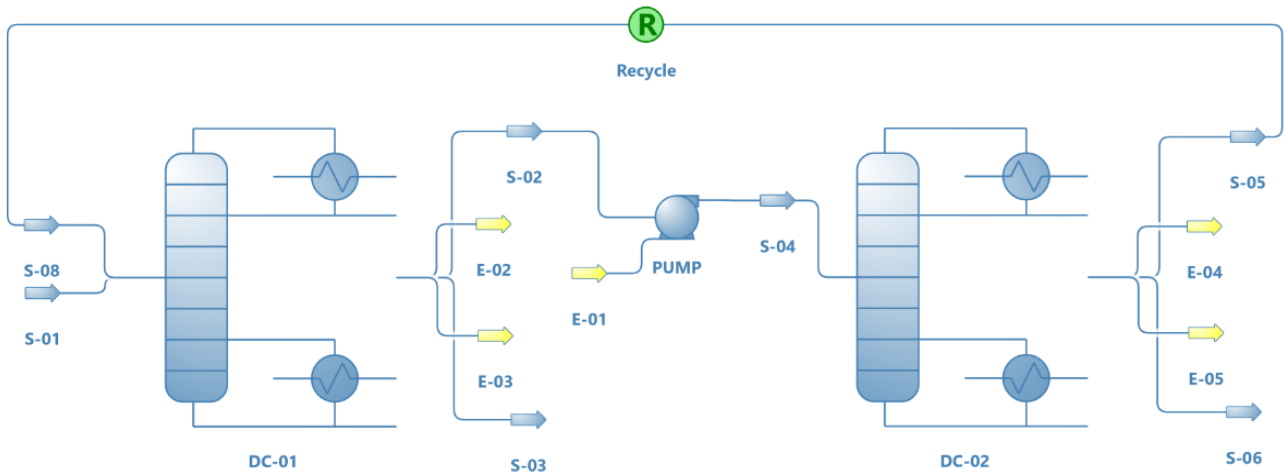 R
Recycle
S-02
S-05
S-08
E-02
PUMP
S-04
E-04
S-01
E-01
E-03
E-05
DC-01
S-03
DC-02
S-06